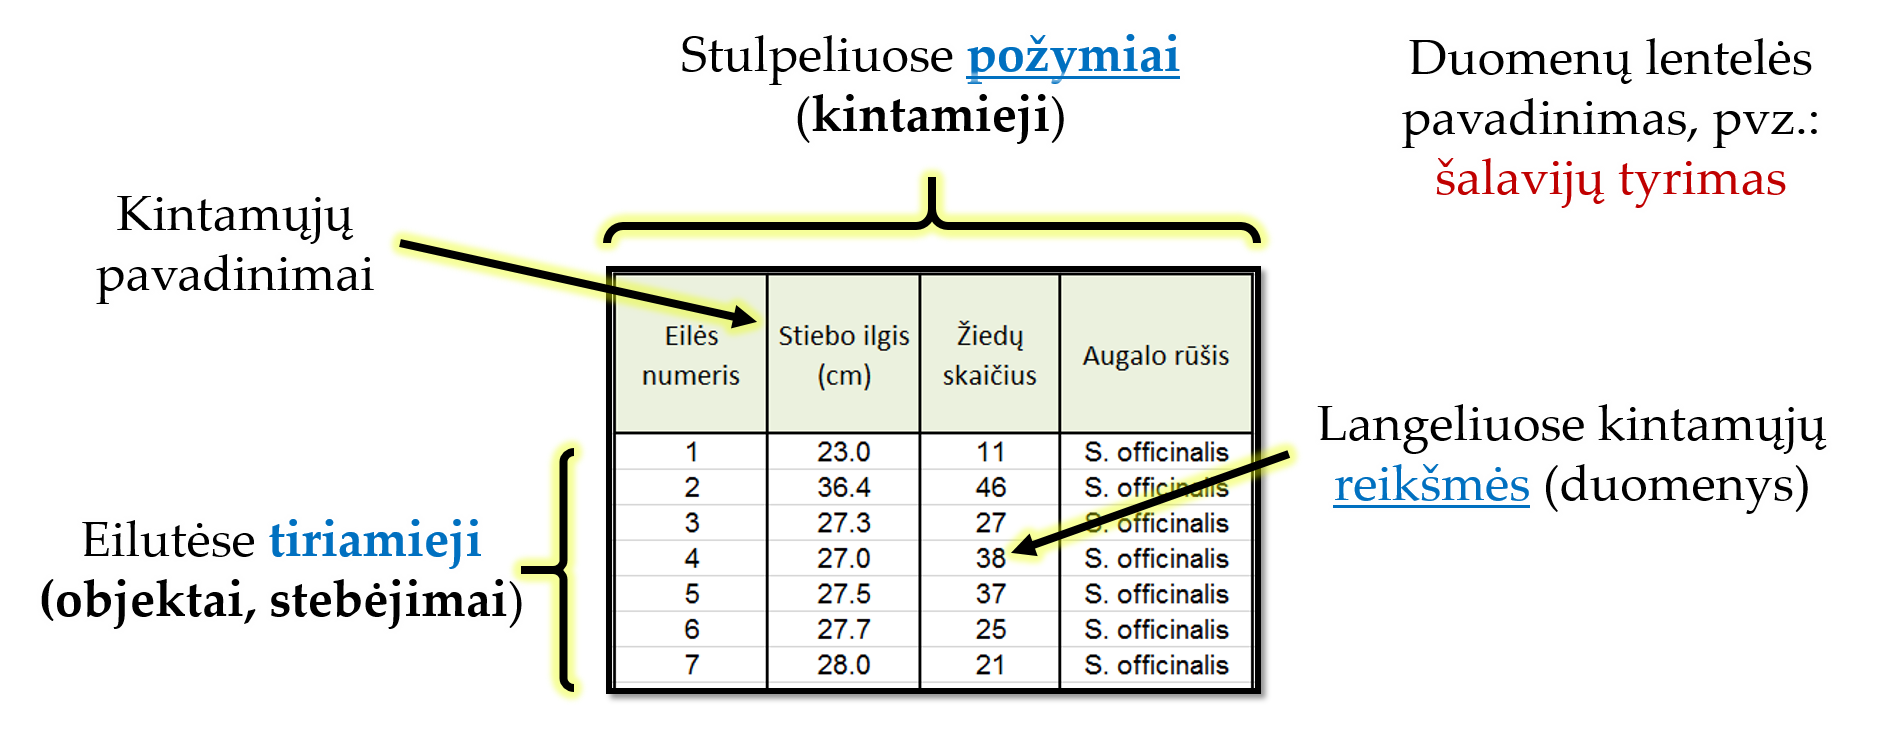 Stulpeliuose požymiai
(kintamieji)
Duomenų lentelės
pavadinimas, pvz.:
šalavijų tyrimas
Kintamųjų
pavadinimai
Eilės
numeris
Stiebo ilgis
(cm)
Žiedų
skaičius
Augalo rūšis
1 23.0 11 S. officinalis
2 36.4 46 S. officinalis
3 27.3 27 S. officinalis
4 27.0 38 S. officinalis
5 27.5 37 S. officinalis
6 27.7 25 S. officinalis
7 28.0 21 S. officinalis
Langeliuose kintamųjų
reikšmės (duomenys)
Eilutėse tiriamieji
(objektai, stebėjimai)